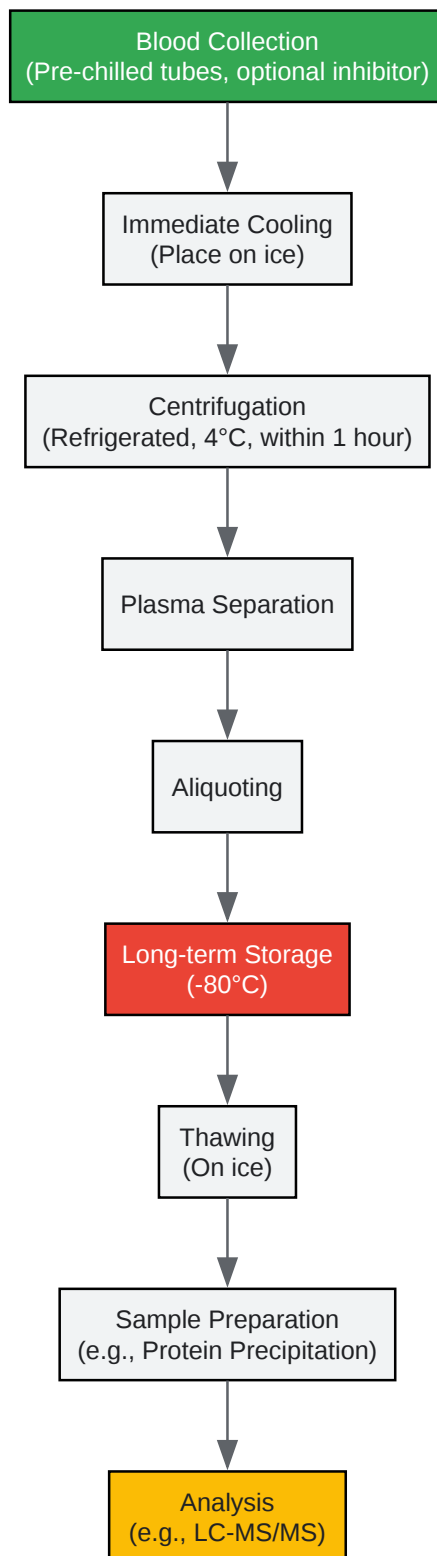 Blood Collection
(Pre-chilled tubes, optional inhibitor)
Immediate Cooling
(Place on ice)
Centrifugation
(Refrigerated, 4°C, within 1 hour)
Plasma Separation
Aliquoting
Long-term Storage
(-80°C)
Thawing
(On ice)
Sample Preparation
(e.g., Protein Precipitation)
Analysis
(e.g., LC-MS/MS)